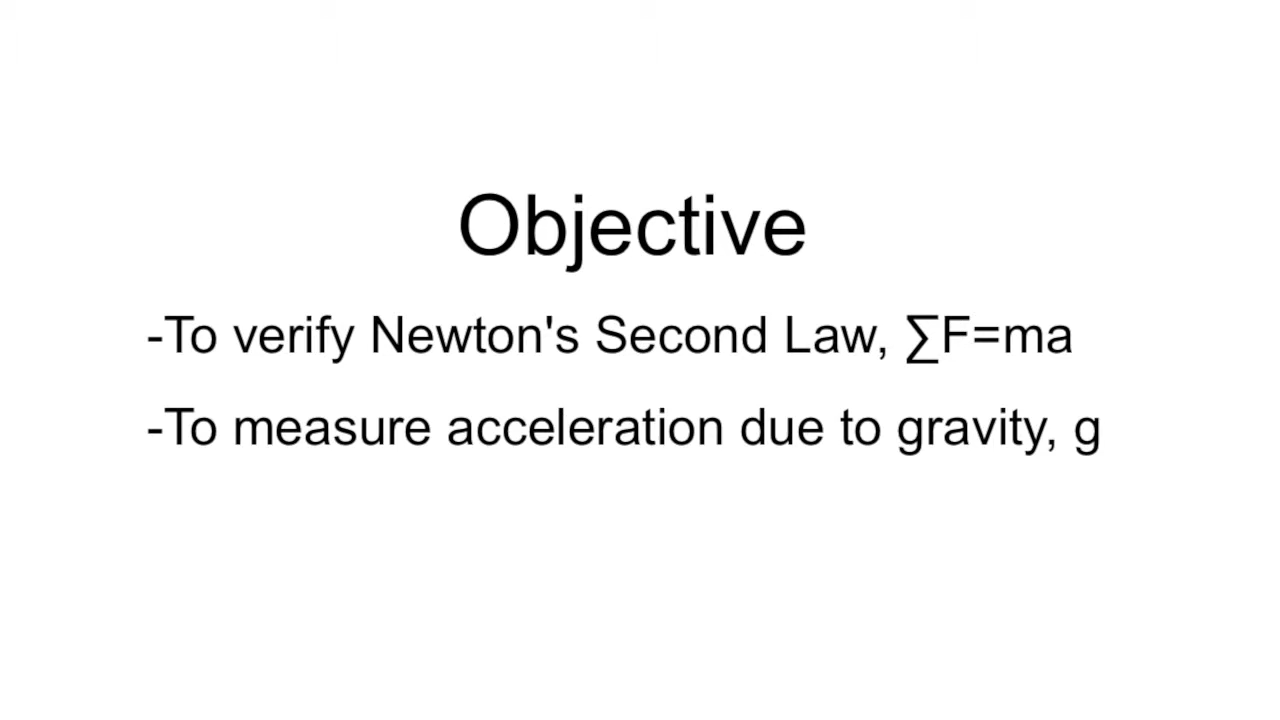 Objective
-To verify Newton's Second Law, ∑F=ma
-To measure acceleration due to gravity, g